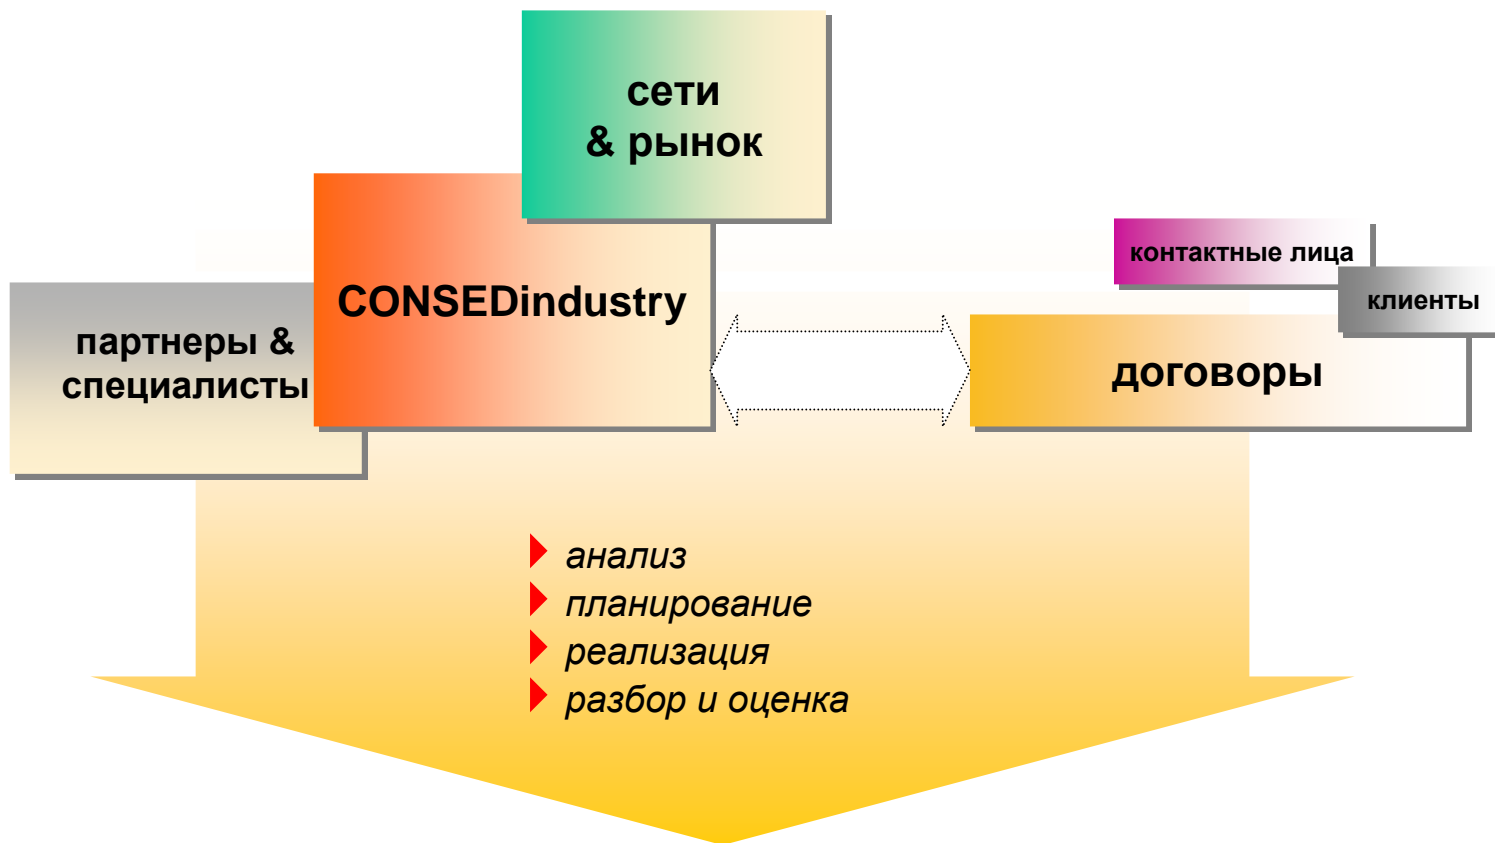 сети
& рынок
CONSEDindustry
партнеры &
специалисты
контактные лица
клиенты
договоры
анализ
планирование
реализация
разбор и оценка